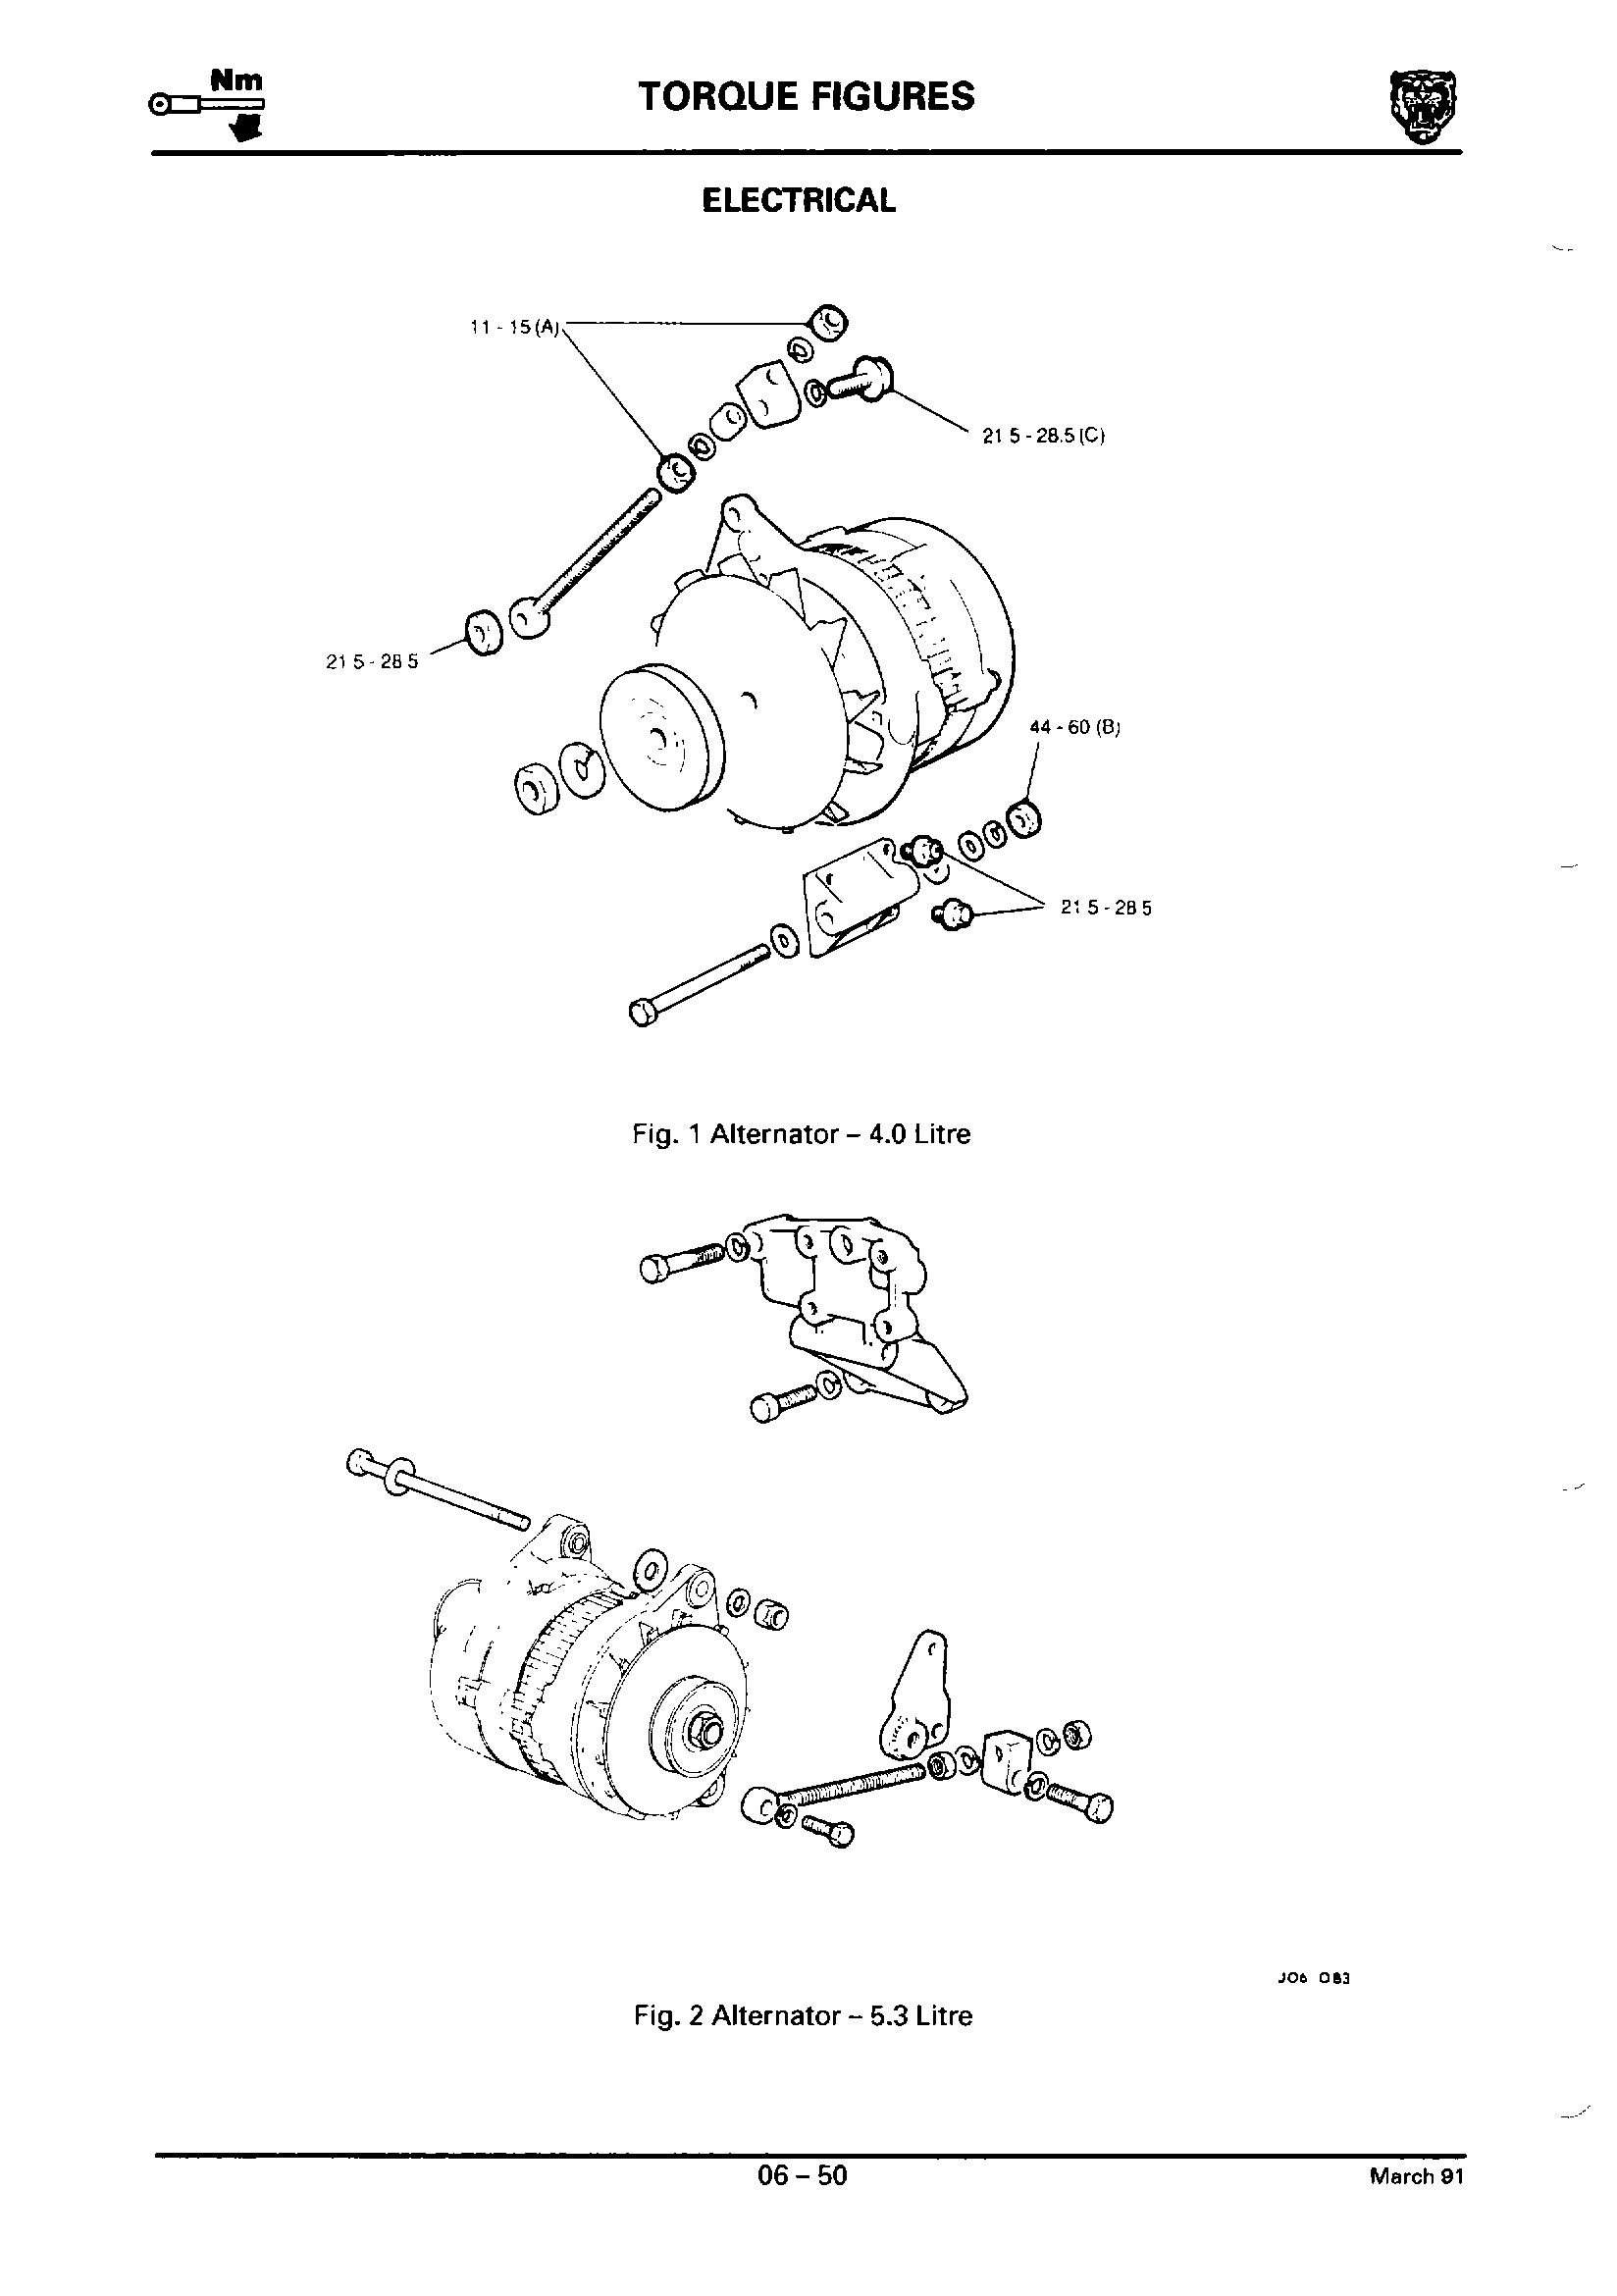 Nm
TORQUE FIGURES
ELECTRICAL
11 - 15 (A)
21 5 - 28.5 (C)
21 5 - 28 5
44 - 60 (B)
21 5 - 28 5
Fig. 1 Alternator – 4.0 Litre
J06 083
Fig. 2 Alternator – 5.3 Litre
06 – 50
March 91